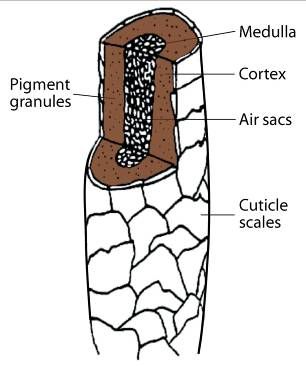 Medulla
Cortex
Pigment
granules
Air sacs
Cuticle
scales